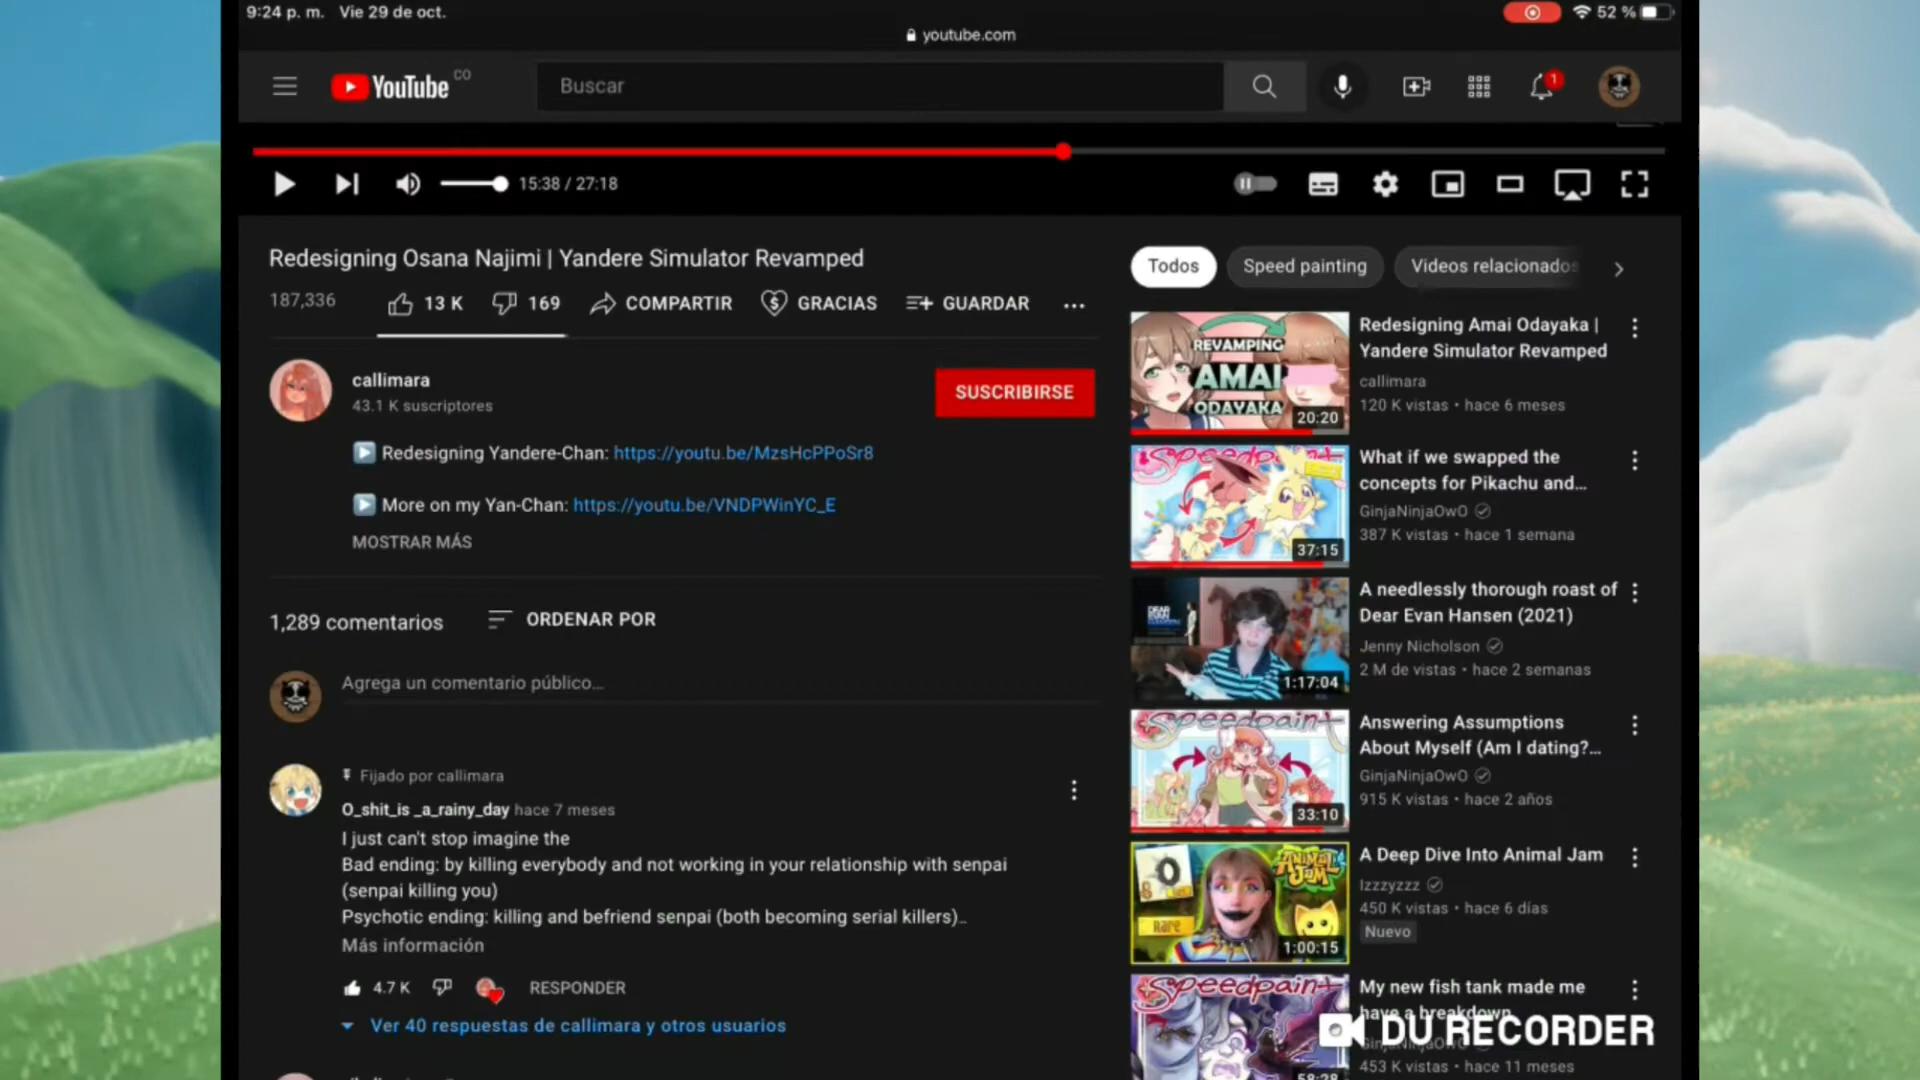 9:24 p. m. Vie 29 de oct.
52 %
youtube.com
YouTube CO
Buscar
1
15:38 / 27:18
Redesigning Osana Najimi | Yandere Simulator Revamped
187,336
13 K
169
COMPARTIR
GRACIAS
GUARDAR
callimara
43.1 K suscriptores
SUSCRIBIRSE
Redesigning Yandere-Chan: https://youtu.be/MzsHcPPoSr8
More on my Yan-Chan: https://youtu.be/VNDPWinYC_E
MOSTRAR MÁS
1,289 comentarios
ORDENAR POR
Agrega un comentario público...
Fijado por callimara
O_shit_is _a_rainy_day hace 7 meses
I just can't stop imagine the
Bad ending: by killing everybody and not working in your relationship with senpai
(senpai killing you)
Psychotic ending: killing and befriend senpai (both becoming serial killers)..
Más información
4.7 K
RESPONDER
Ver 40 respuestas de callimara y otros usuarios
Todos
Speed painting
Videos relacionados
REVAMPING
AMAI
ODAYAKA
20:20
Redesigning Amai Odayaka |
Yandere Simulator Revamped
callimara
120 K vistas • hace 6 meses
Speedpaint
37:15
What if we swapped the
concepts for Pikachu and...
GinjaNinjaOwO
387 K vistas • hace 1 semana
DEAR
EVAN
HANSEN
1:17:04
A needlessly thorough roast of
Dear Evan Hansen (2021)
Jenny Nicholson
2 M de vistas • hace 2 semanas
Speedpaint
33:10
Answering Assumptions
About Myself (Am I dating?...
GinjaNinjaOwO
915 K vistas • hace 2 años
ANIMAL
JAM
Rare
1:00:15
A Deep Dive Into Animal Jam
Izzzyzzz
450 K vistas • hace 6 días
Nuevo
Speedpaint
58:28
My new fish tank made me
have a breakdown
GinjaNinjaOwO
453 K vistas • hace 11 meses
DU RECORDER